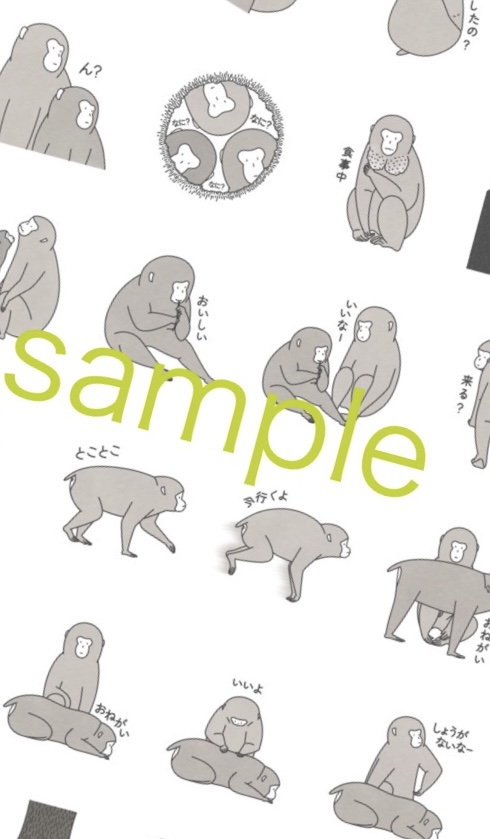 したの?
ん?
なに?
なに?
なに?
食事中
おいしい
いいなー
来る?
sample
とことこ
今行くよ
おねがい
おねがい
いいよ
しょうが
ないなー